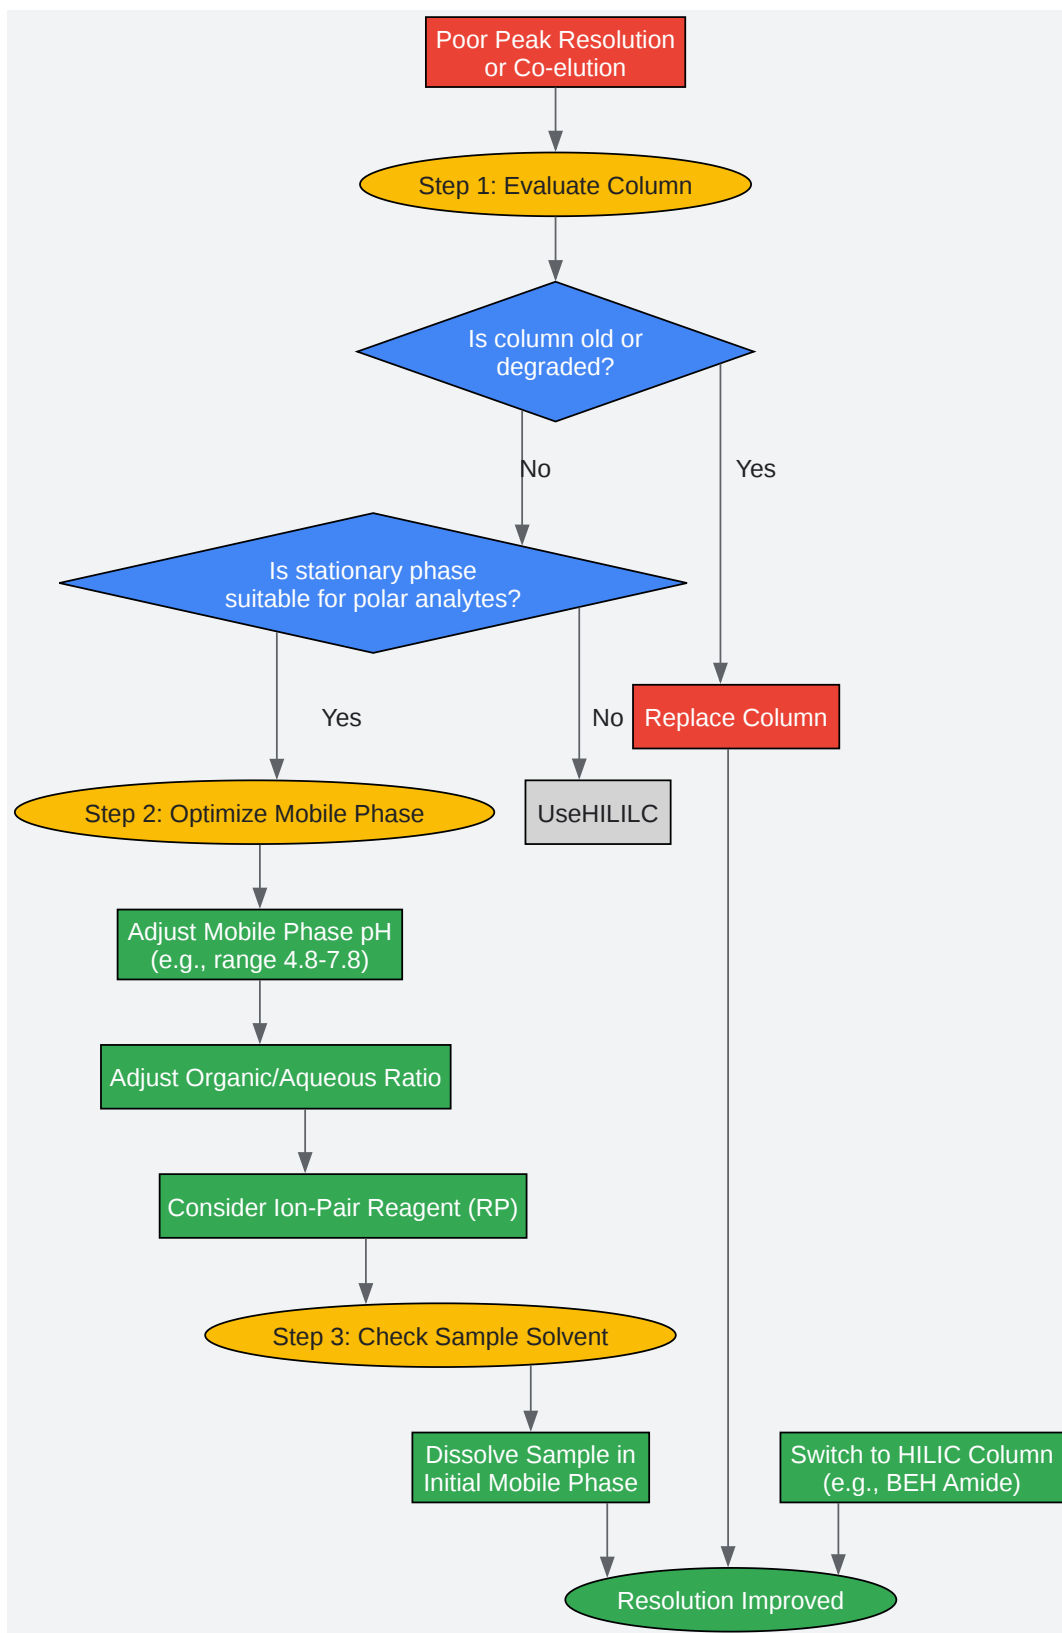 Poor Peak Resolution
or Co-elution
Step 1: Evaluate Column
Is column old or
degraded?
No
Yes
Is stationary phase
suitable for polar analytes?
Yes
No
Replace Column
Step 2: Optimize Mobile Phase
UseHILILC
Adjust Mobile Phase pH
(e.g., range 4.8-7.8)
Adjust Organic/Aqueous Ratio
Consider Ion-Pair Reagent (RP)
Step 3: Check Sample Solvent
Dissolve Sample in
Initial Mobile Phase
Switch to HILIC Column
(e.g., BEH Amide)
Resolution Improved